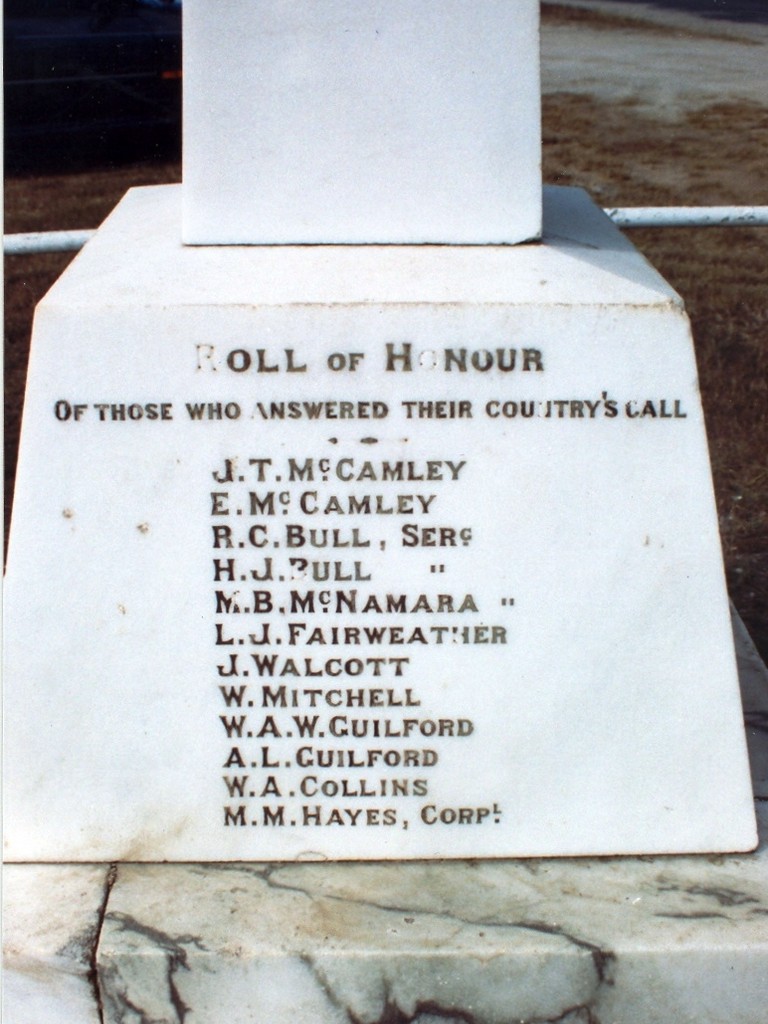 ROLL OF HONOUR
OF THOSE WHO ANSWERED THEIR COUNTRY'S CALL
J.T. McCAMLEY
E. McCAMLEY
R.C. BULL, SERG
H.J. BULL "
M.B. McNAMARA "
L.J. FAIRWEATHER
J. WALCOTT
W. MITCHELL
W.A.W. GUILFORD
A.L. GUILFORD
W.A. COLLINS
M.M. HAYES, CORPL